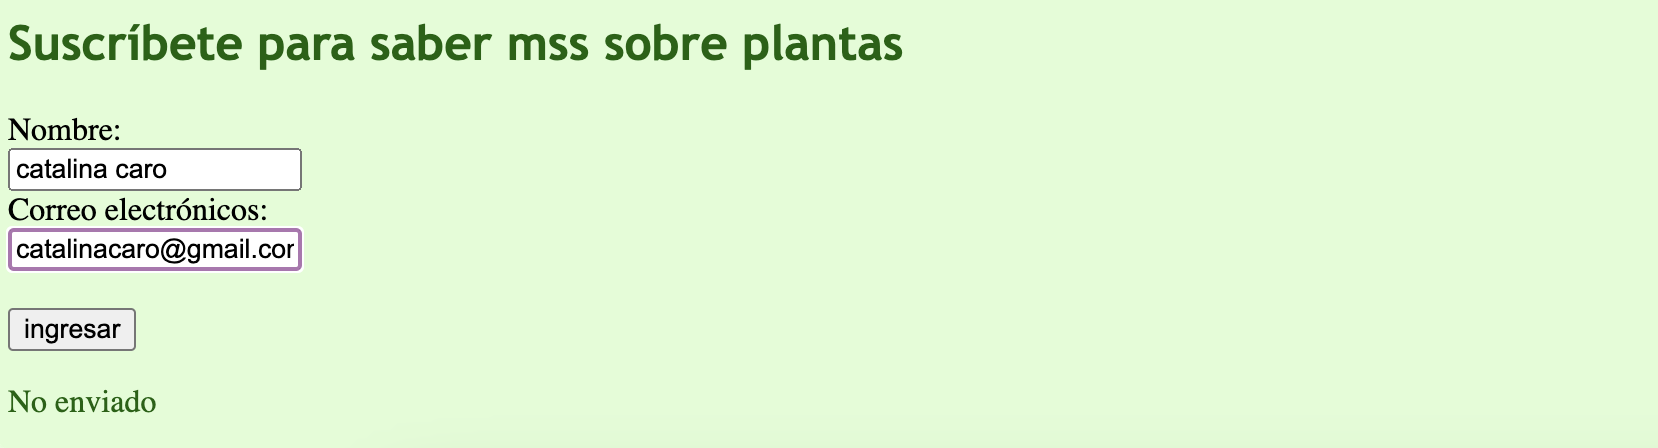 Suscríbete para saber mss sobre plantas
Nombre:
catalina caro
Correo electrónicos:
catalinacaro@gmail.cor
ingresar
No enviado